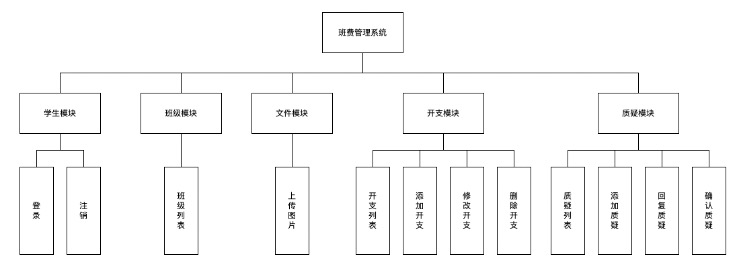 班费管理系统
学生模块
班级模块
文件模块
开支模块
质疑模块
登录
注销
班级列表
上传图片
开支列表
添加开支
修改开支
删除开支
质疑列表
添加质疑
回复质疑
确认质疑